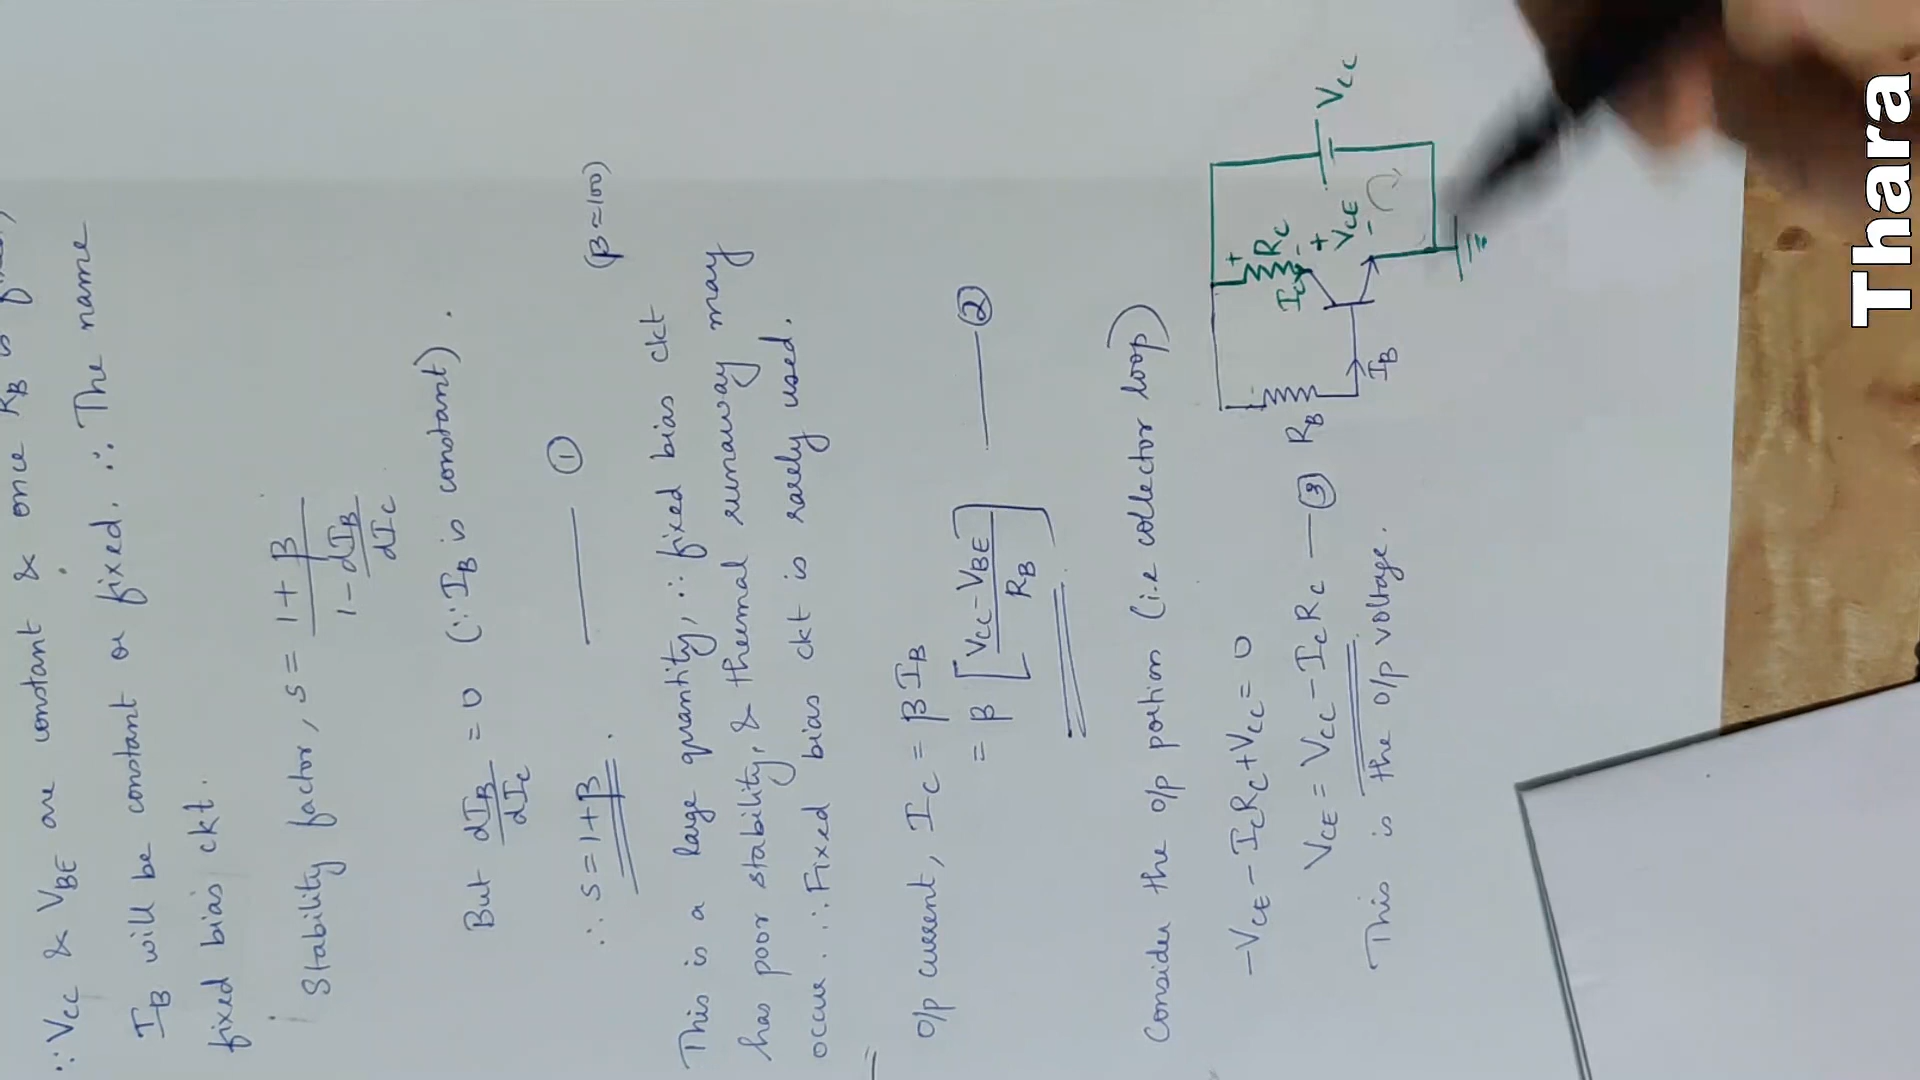 ∵ VCC & VBE are constant & once RB is fixed,
IB will be constant or fixed. ∴ The name
fixed bias ckt.
Stability factor, S = 1+β / 1-dIB/dIC
But dIB/dIC = 0 (∵ IB is constant).
∴ S = 1+β. —— ①
(β≈100)
This is a large quantity, ∴ fixed bias ckt
has poor stability, & thermal runaway may
occur. ∴ Fixed bias ckt is rarely used.
O/p current, IC = βIB
= β [VCC-VBE / RB] —— ②
Consider the O/p portion (i.e collector loop)
-VCE-ICRC+VCC=0
VCE = VCC-ICRC —— ③
This is the O/p voltage.
RB
IB
IC
+
RC
-
+
VCE
-
VCC
Thara